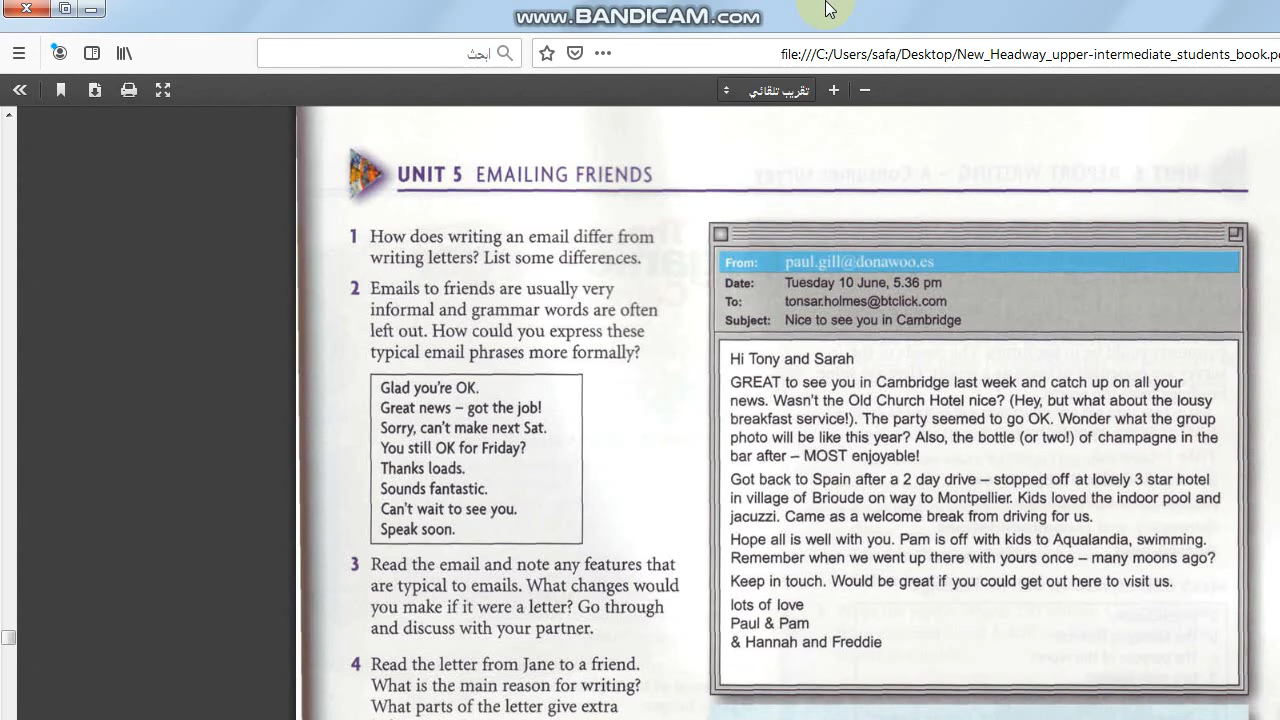 www.BANDICAM.com
ابحث
file:///C:/Users/safa/Desktop/New_Headway_upper-intermediate_students_book.p
تقريب تلقائي
UNIT 5 EMAILING FRIENDS
1 How does writing an email differ from
writing letters? List some differences.
2 Emails to friends are usually very
informal and grammar words are often
left out. How could you express these
typical email phrases more formally?
Glad you're OK.
Great news – got the job!
Sorry, can't make next Sat.
You still OK for Friday?
Thanks loads.
Sounds fantastic.
Can't wait to see you.
Speak soon.
3 Read the email and note any features that
are typical to emails. What changes would
you make if it were a letter? Go through
and discuss with your partner.
4 Read the letter from Jane to a friend.
What is the main reason for writing?
What parts of the letter give extra
From: paul.gill@donawoo.es
Date: Tuesday 10 June, 5.36 pm
To: tonsar.holmes@btclick.com
Subject: Nice to see you in Cambridge
Hi Tony and Sarah
GREAT to see you in Cambridge last week and catch up on all your
news. Wasn't the Old Church Hotel nice? (Hey, but what about the lousy
breakfast service!). The party seemed to go OK. Wonder what the group
photo will be like this year? Also, the bottle (or two!) of champagne in the
bar after – MOST enjoyable!
Got back to Spain after a 2 day drive – stopped off at lovely 3 star hotel
in village of Brioude on way to Montpellier. Kids loved the indoor pool and
jacuzzi. Came as a welcome break from driving for us.
Hope all is well with you. Pam is off with kids to Aqualandia, swimming.
Remember when we went up there with yours once – many moons ago?
Keep in touch. Would be great if you could get out here to visit us.
lots of love
Paul & Pam
& Hannah and Freddie